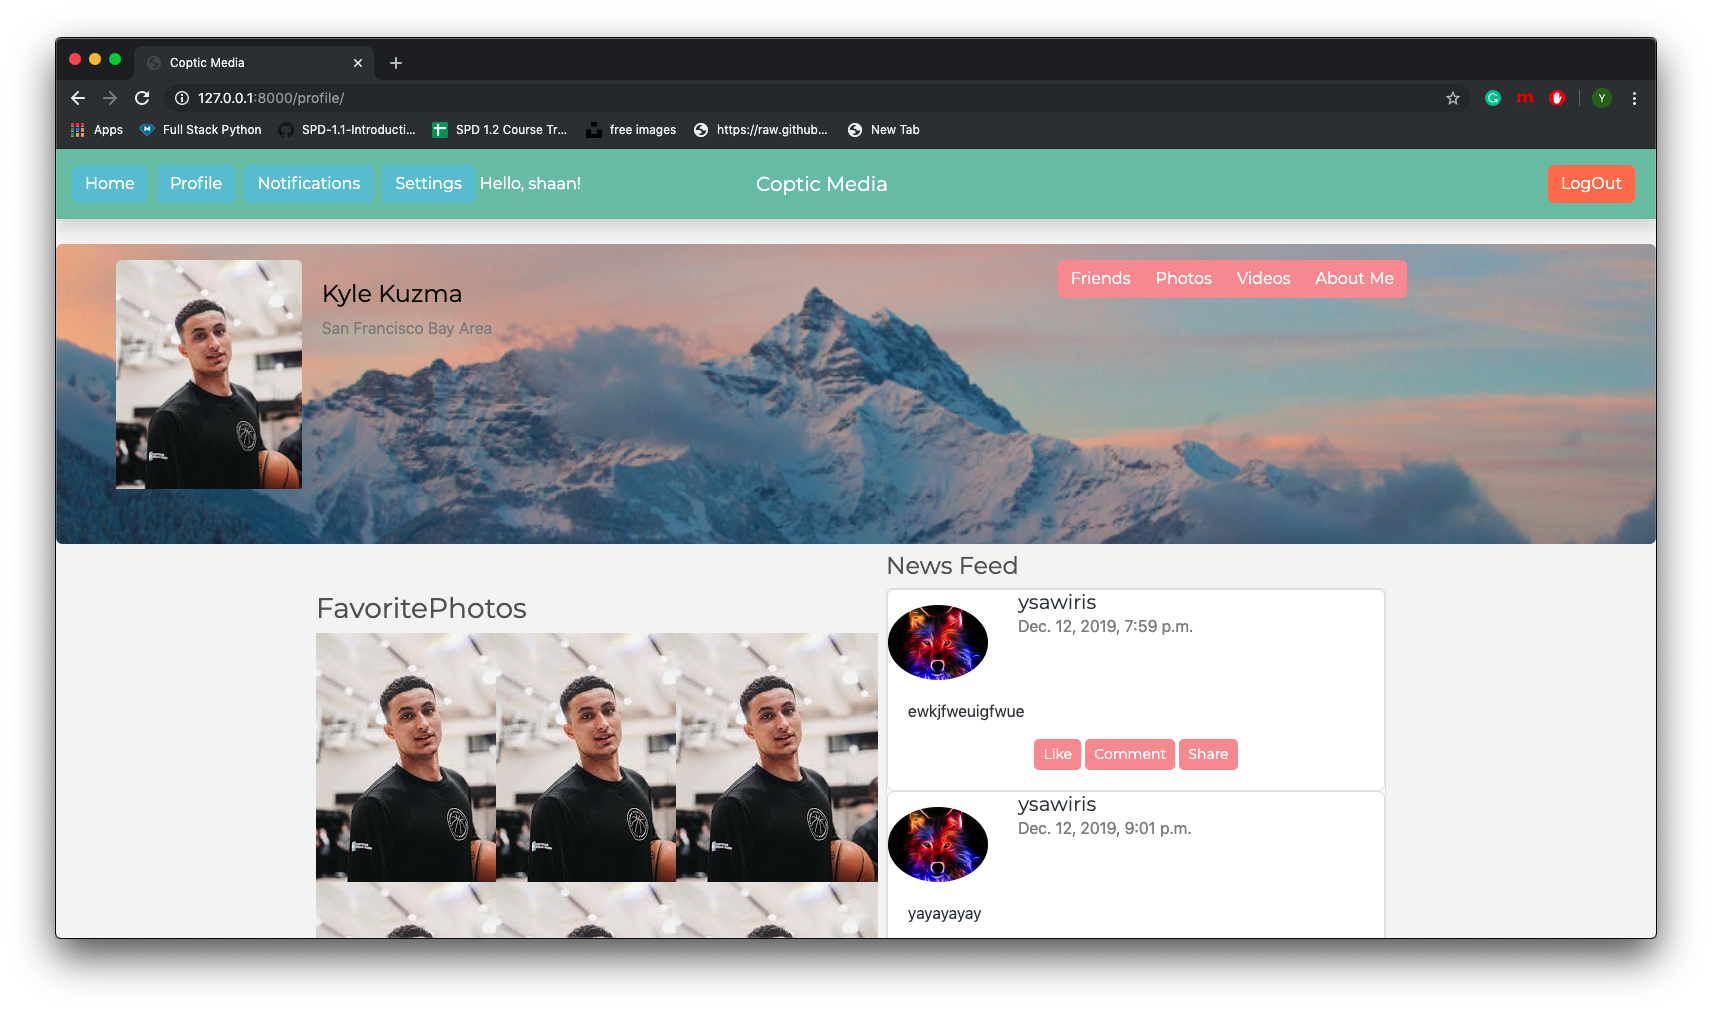 Coptic Media
127.0.0.1:8000/profile/
Y
Apps
Full Stack Python
SPD-1.1-Introducti...
SPD 1.2 Course Tr...
free images
https://raw.github...
New Tab
Home
Profile
Notifications
Settings
Hello, shaan!
Coptic Media
LogOut
Kyle Kuzma
San Francisco Bay Area
Friends
Photos
Videos
About Me
News Feed
FavoritePhotos
ysawiris
Dec. 12, 2019, 7:59 p.m.
ewkjfweuigfwue
Like
Comment
Share
ysawiris
Dec. 12, 2019, 9:01 p.m.
yayayayay